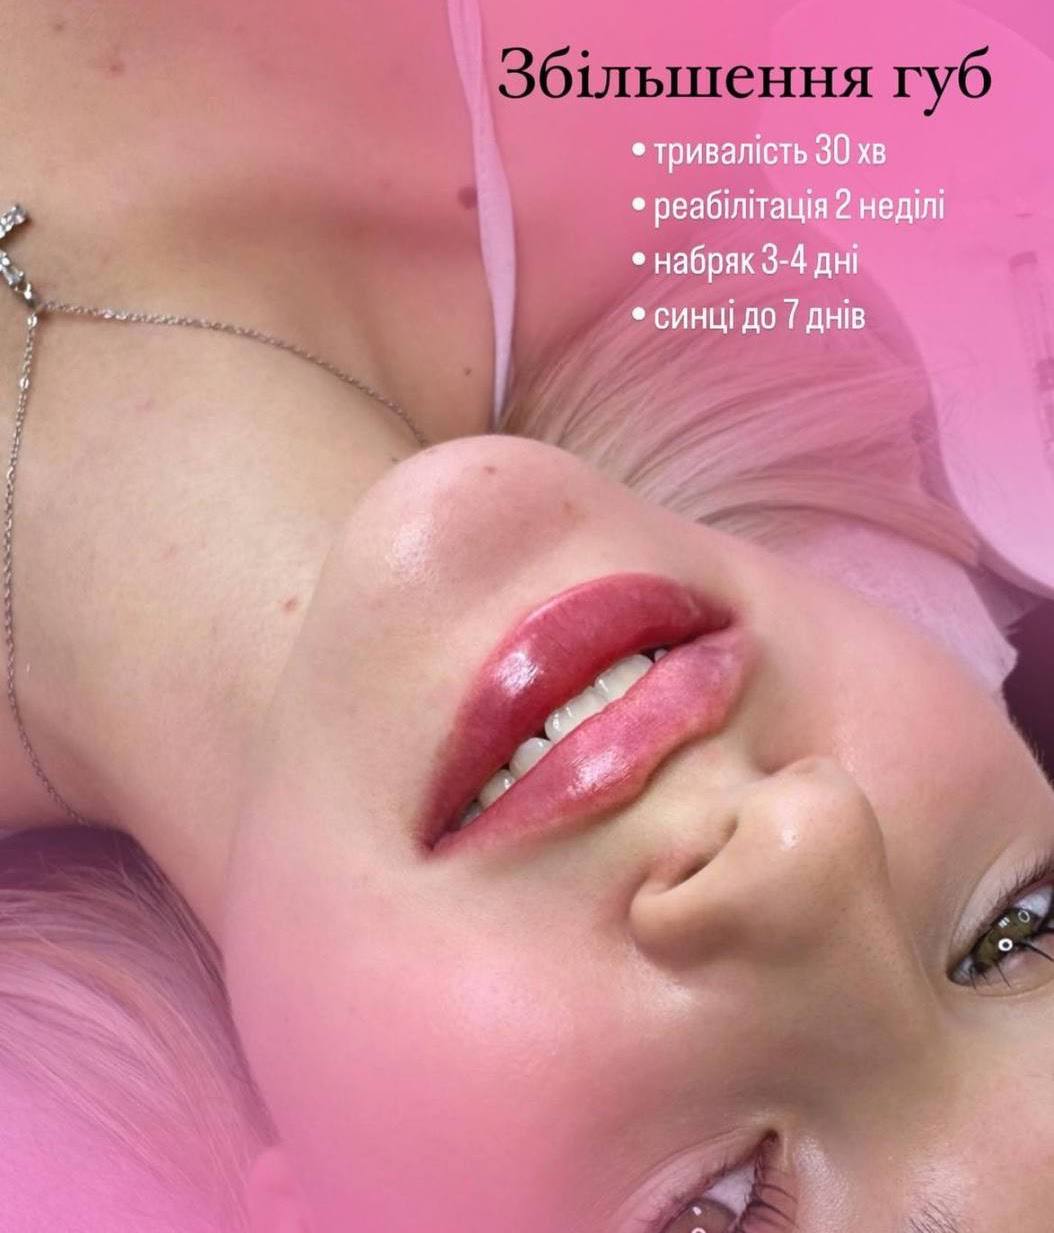 Збільшення губ
• тривалість 30 хв
• реабілітація 2 неділі
• набряк 3-4 дні
• синці до 7 днів